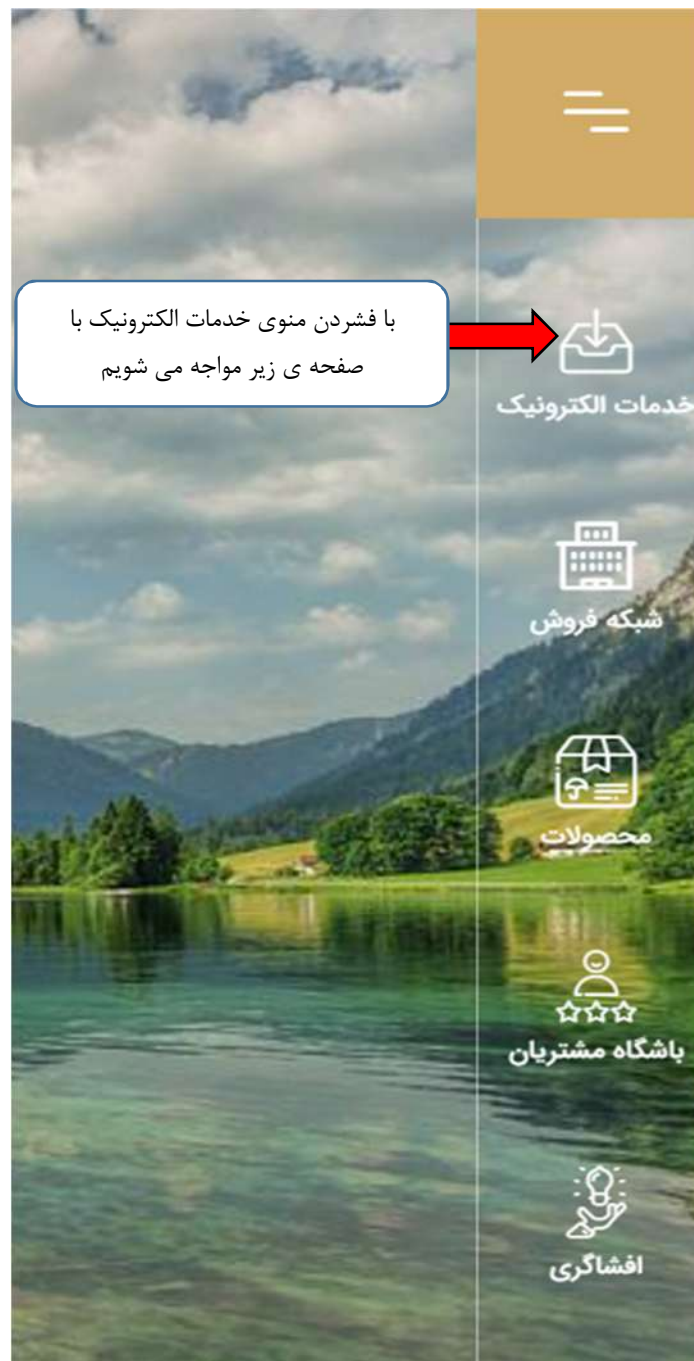 با فشردن منوی خدمات الکترونیک با
صفحه ی زیر مواجه می شویم
خدمات الکترونیک
شبکه فروش
محصولات
باشگاه مشتریان
افشاگری